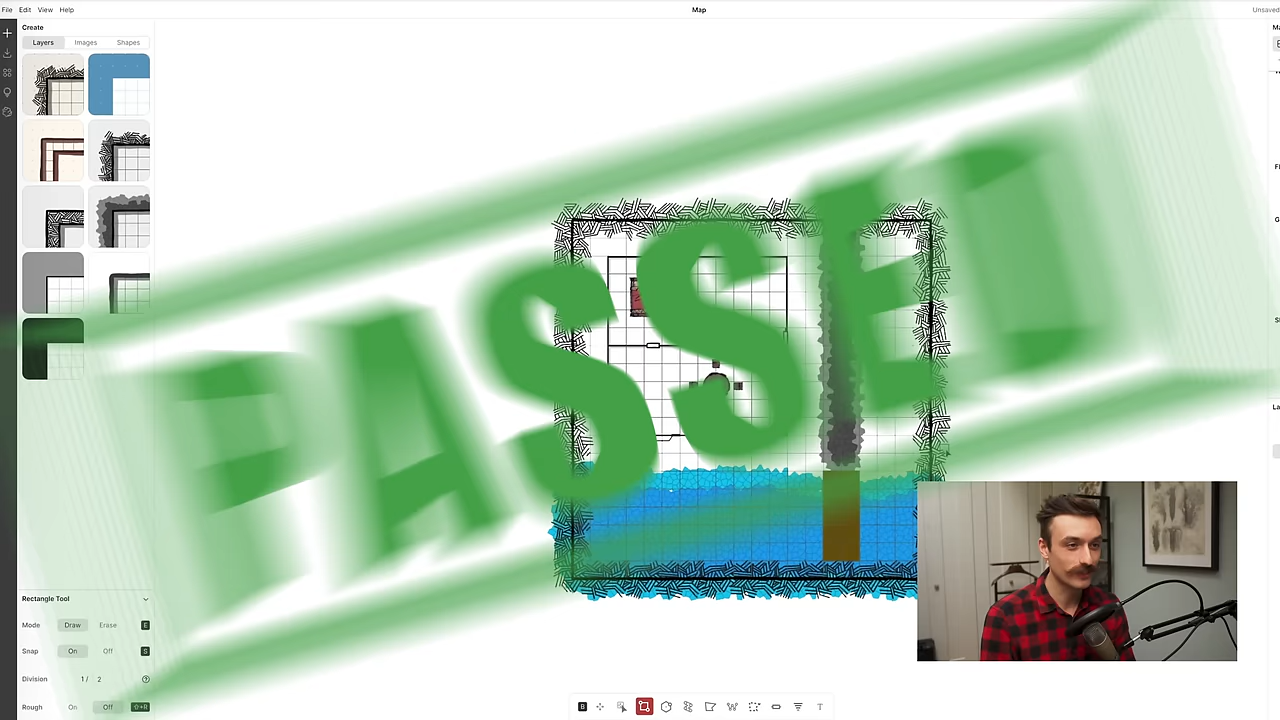 File Edit View Help
Map
Unsaved
Create
Layers Images Shapes
PASSED
Rectangle Tool
Mode Draw Erase E
Snap On Off S
Division 1 / 2
Rough On Off ⇧+R
B
T